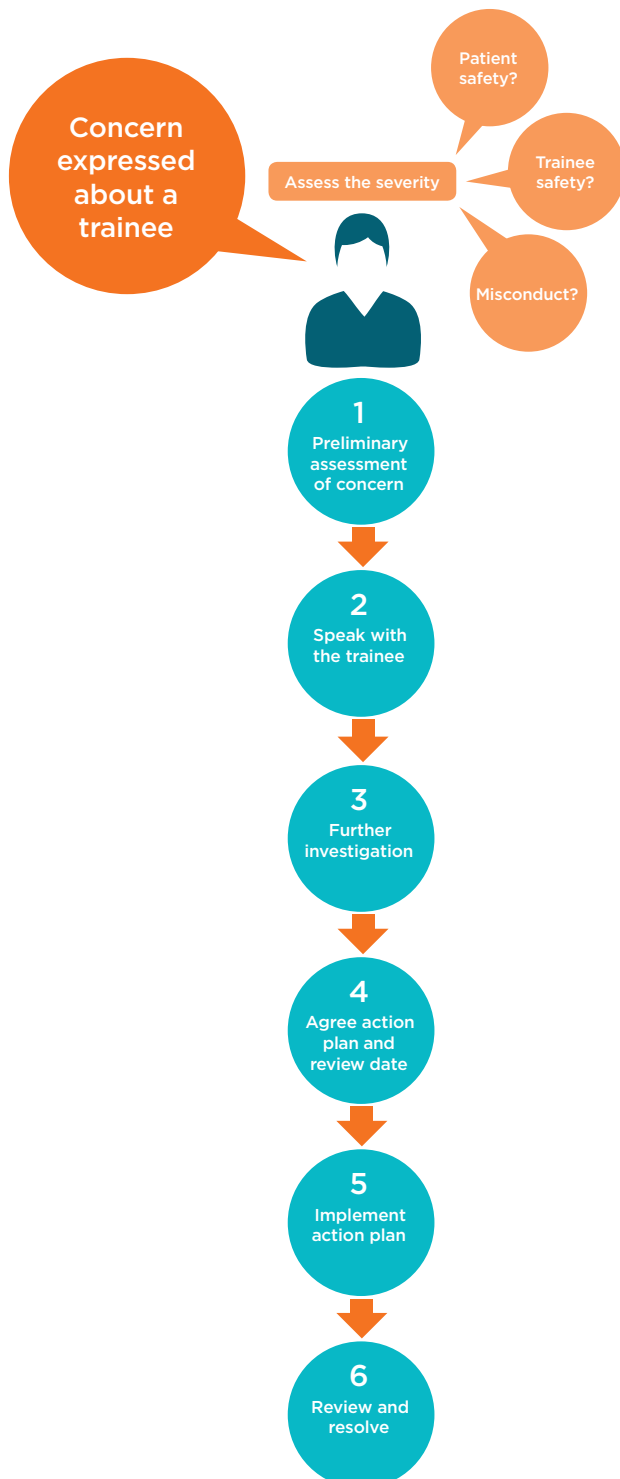 Concern
expressed
about a
trainee
Patient
safety?
Assess the severity
Trainee
safety?
Misconduct?
1
Preliminary
assessment
of concern
2
Speak with
the trainee
3
Further
investigation
4
Agree action
plan and
review date
5
Implement
action plan
6
Review and
resolve